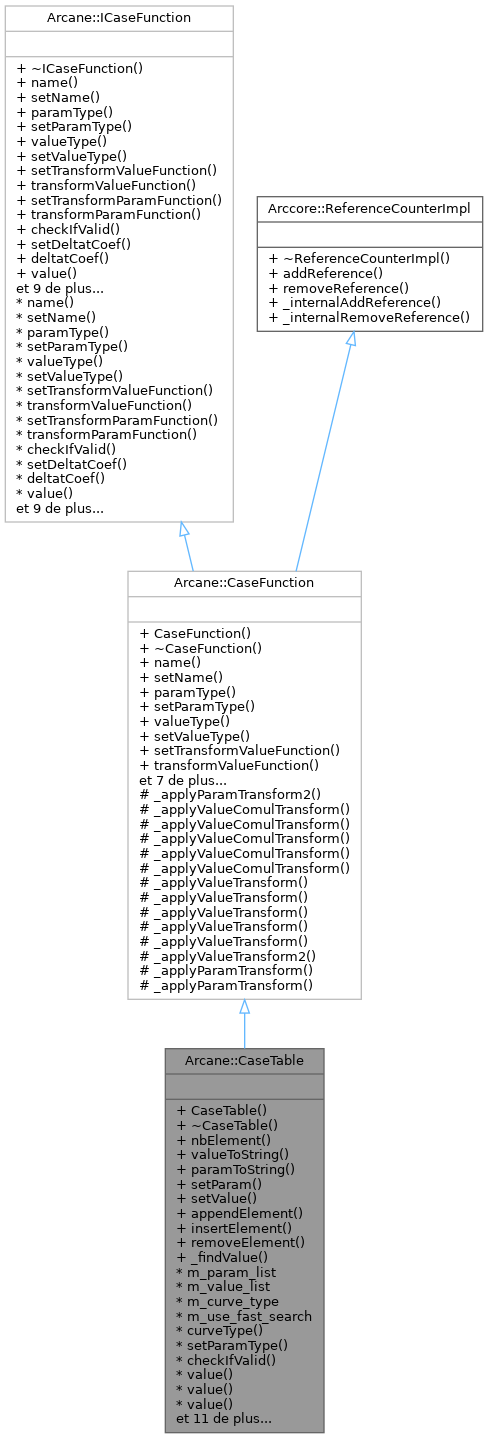 Arcane::ICaseFunction
+ ~ICaseFunction()
+ name()
+ setName()
+ paramType()
+ setParamType()
+ valueType()
+ setValueType()
+ setTransformValueFunction()
+ transformValueFunction()
+ setTransformParamFunction()
+ transformParamFunction()
+ checkIfValid()
+ setDeltatCoef()
+ deltatCoef()
+ value()
et 9 de plus...
* name()
* setName()
* paramType()
* setParamType()
* valueType()
* setValueType()
* setTransformValueFunction()
* transformValueFunction()
* setTransformParamFunction()
* transformParamFunction()
* checkIfValid()
* setDeltatCoef()
* deltatCoef()
* value()
et 9 de plus...
Arccore::ReferenceCounterImpl
+ ~ReferenceCounterImpl()
+ addReference()
+ removeReference()
+ _internalAddReference()
+ _internalRemoveReference()
Arcane::CaseFunction
+ CaseFunction()
+ ~CaseFunction()
+ name()
+ setName()
+ paramType()
+ setParamType()
+ valueType()
+ setValueType()
+ setTransformValueFunction()
+ transformValueFunction()
et 7 de plus...
# _applyParamTransform2()
# _applyValueComulTransform()
# _applyValueComulTransform()
# _applyValueComulTransform()
# _applyValueComulTransform()
# _applyValueComulTransform()
# _applyValueTransform()
# _applyValueTransform()
# _applyValueTransform()
# _applyValueTransform()
# _applyValueTransform()
# _applyValueTransform2()
# _applyParamTransform()
# _applyParamTransform()
Arcane::CaseTable
+ CaseTable()
+ ~CaseTable()
+ nbElement()
+ valueToString()
+ paramToString()
+ setParam()
+ setValue()
+ appendElement()
+ insertElement()
+ removeElement()
+ _findValue()
* m_param_list
* m_value_list
* m_curve_type
* m_use_fast_search
* curveType()
* setParamType()
* checkIfValid()
* value()
* value()
* value()
et 11 de plus...